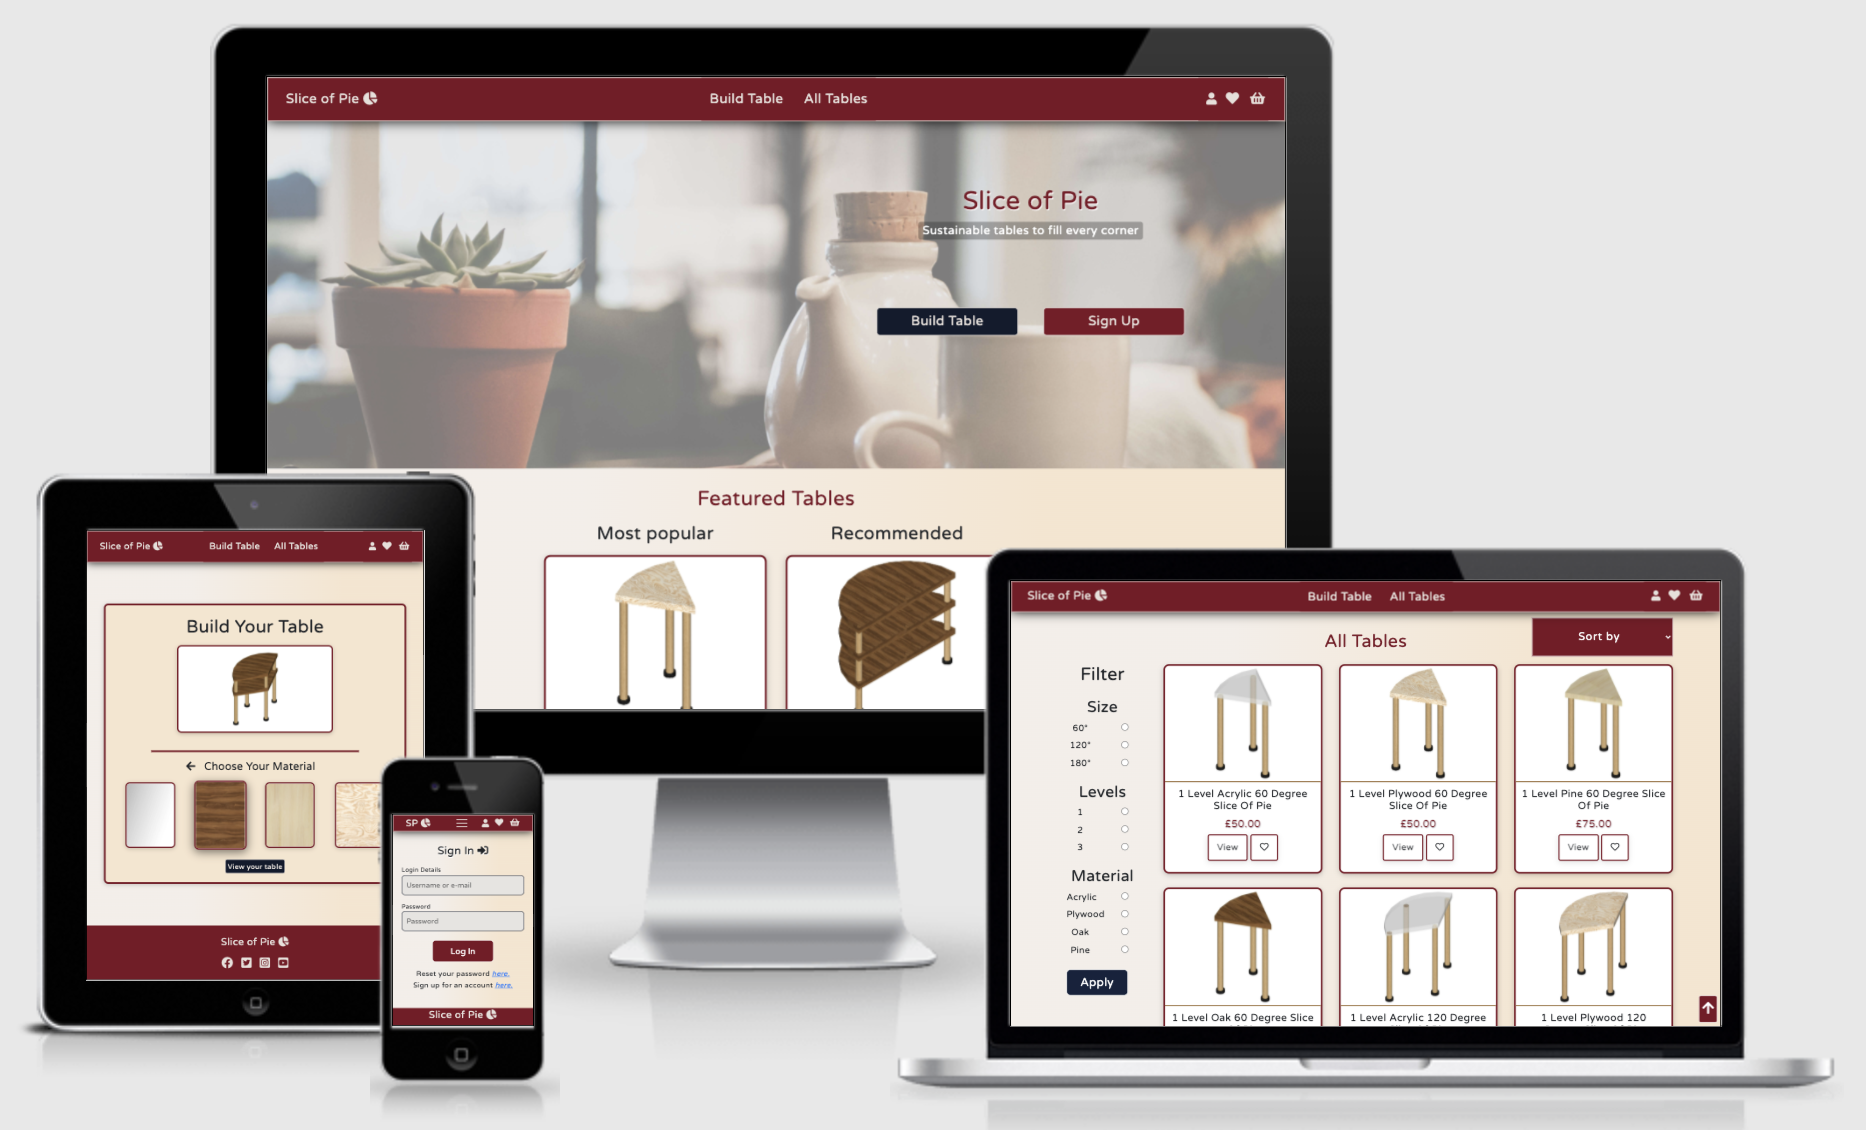 Slice of Pie
Build Table
All Tables
Slice of Pie
Sustainable tables to fill every corner
Build Table
Sign Up
Featured Tables
Most popular
Recommended
Slice of Pie
Build Table
All Tables
Build Your Table
Choose Your Material
View your table
Slice of Pie
SP
Sign In
Login Details
Username or e-mail
Password
Password
Log In
Reset your password here.
Sign up for an account here.
Slice of Pie
Slice of Pie
Build Table
All Tables
All Tables
Sort by
Filter
Size
60°
120°
180°
Levels
1
2
3
Material
Acrylic
Plywood
Oak
Pine
Apply
1 Level Acrylic 60 Degree
Slice Of Pie
£50.00
View
1 Level Plywood 60 Degree
Slice Of Pie
£50.00
View
1 Level Pine 60 Degree Slice
Of Pie
£75.00
View
1 Level Oak 60 Degree Slice
1 Level Acrylic 120 Degree
1 Level Plywood 120